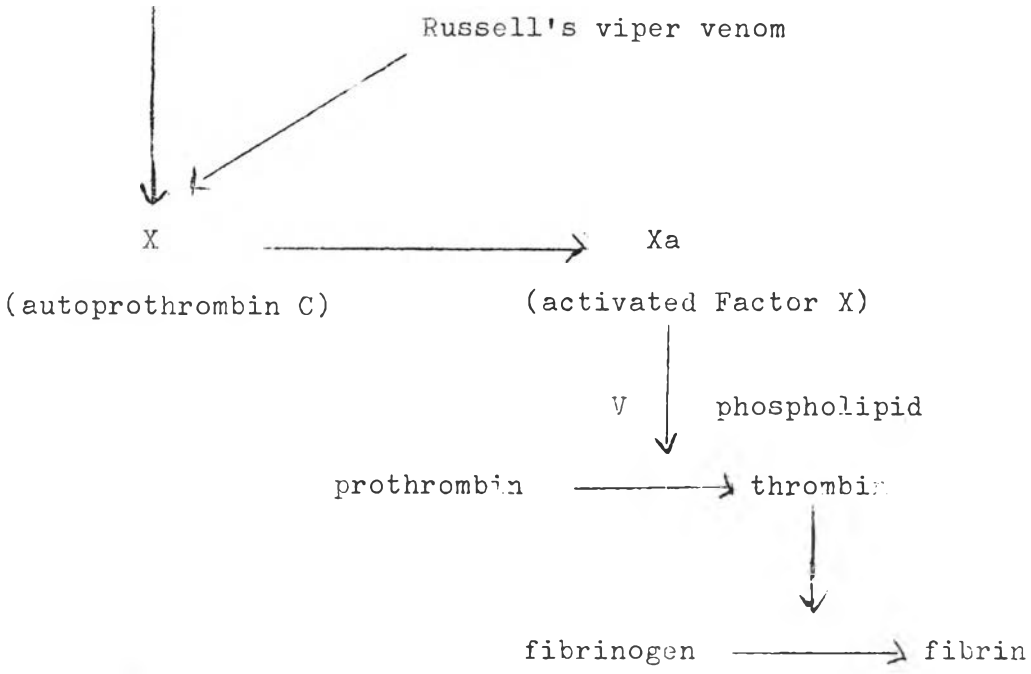 Russell's viper venom
X Xa
(autoprothrombin C) (activated Factor X)
V phospholipid
prothrombin thrombin
fibrinogen fibrin